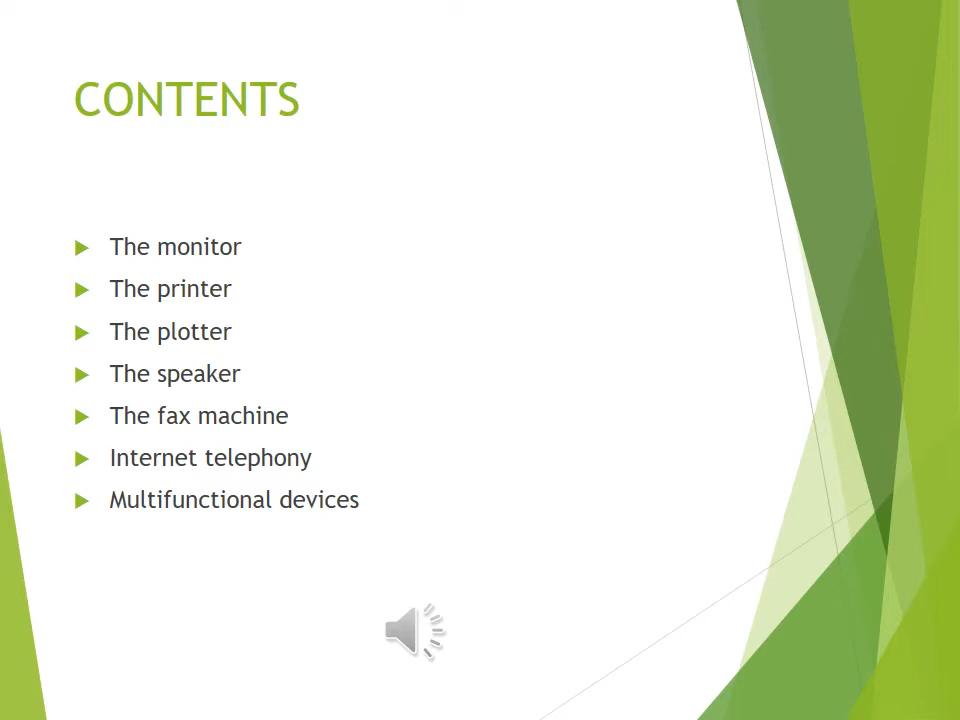 CONTENTS
The monitor
The printer
The plotter
The speaker
The fax machine
Internet telephony
Multifunctional devices